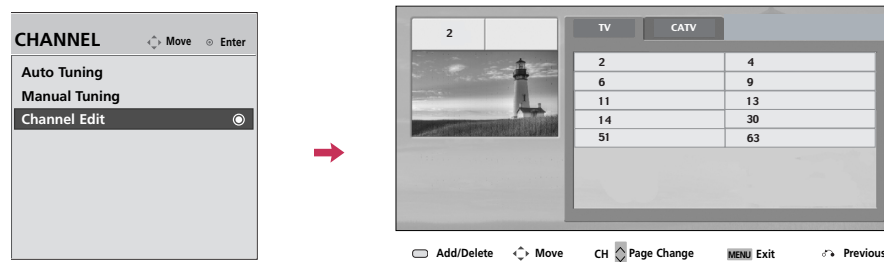 CHANNEL Move Enter
Auto Tuning
Manual Tuning
Channel Edit
2
TV CATV
2 4
6 9
11 13
14 30
51 63
Add/Delete Move CH Page Change MENU Exit Previous